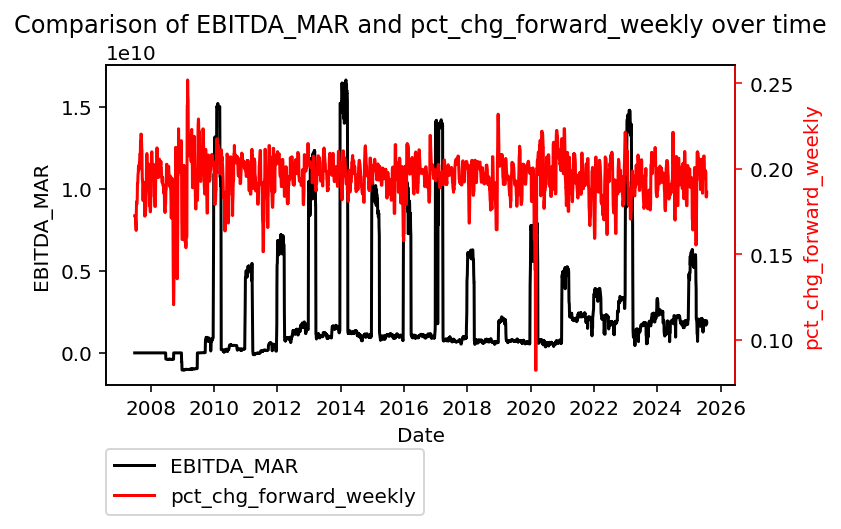 Comparison of EBITDA_MAR and pct_chg_forward_weekly over time
1e10
1.5
1.0
0.5
0.0
EBITDA_MAR
0.25
0.20
0.15
0.10
pct_chg_forward_weekly
2008 2010 2012 2014 2016 2018 2020 2022 2024 2026
Date
EBITDA_MAR
pct_chg_forward_weekly